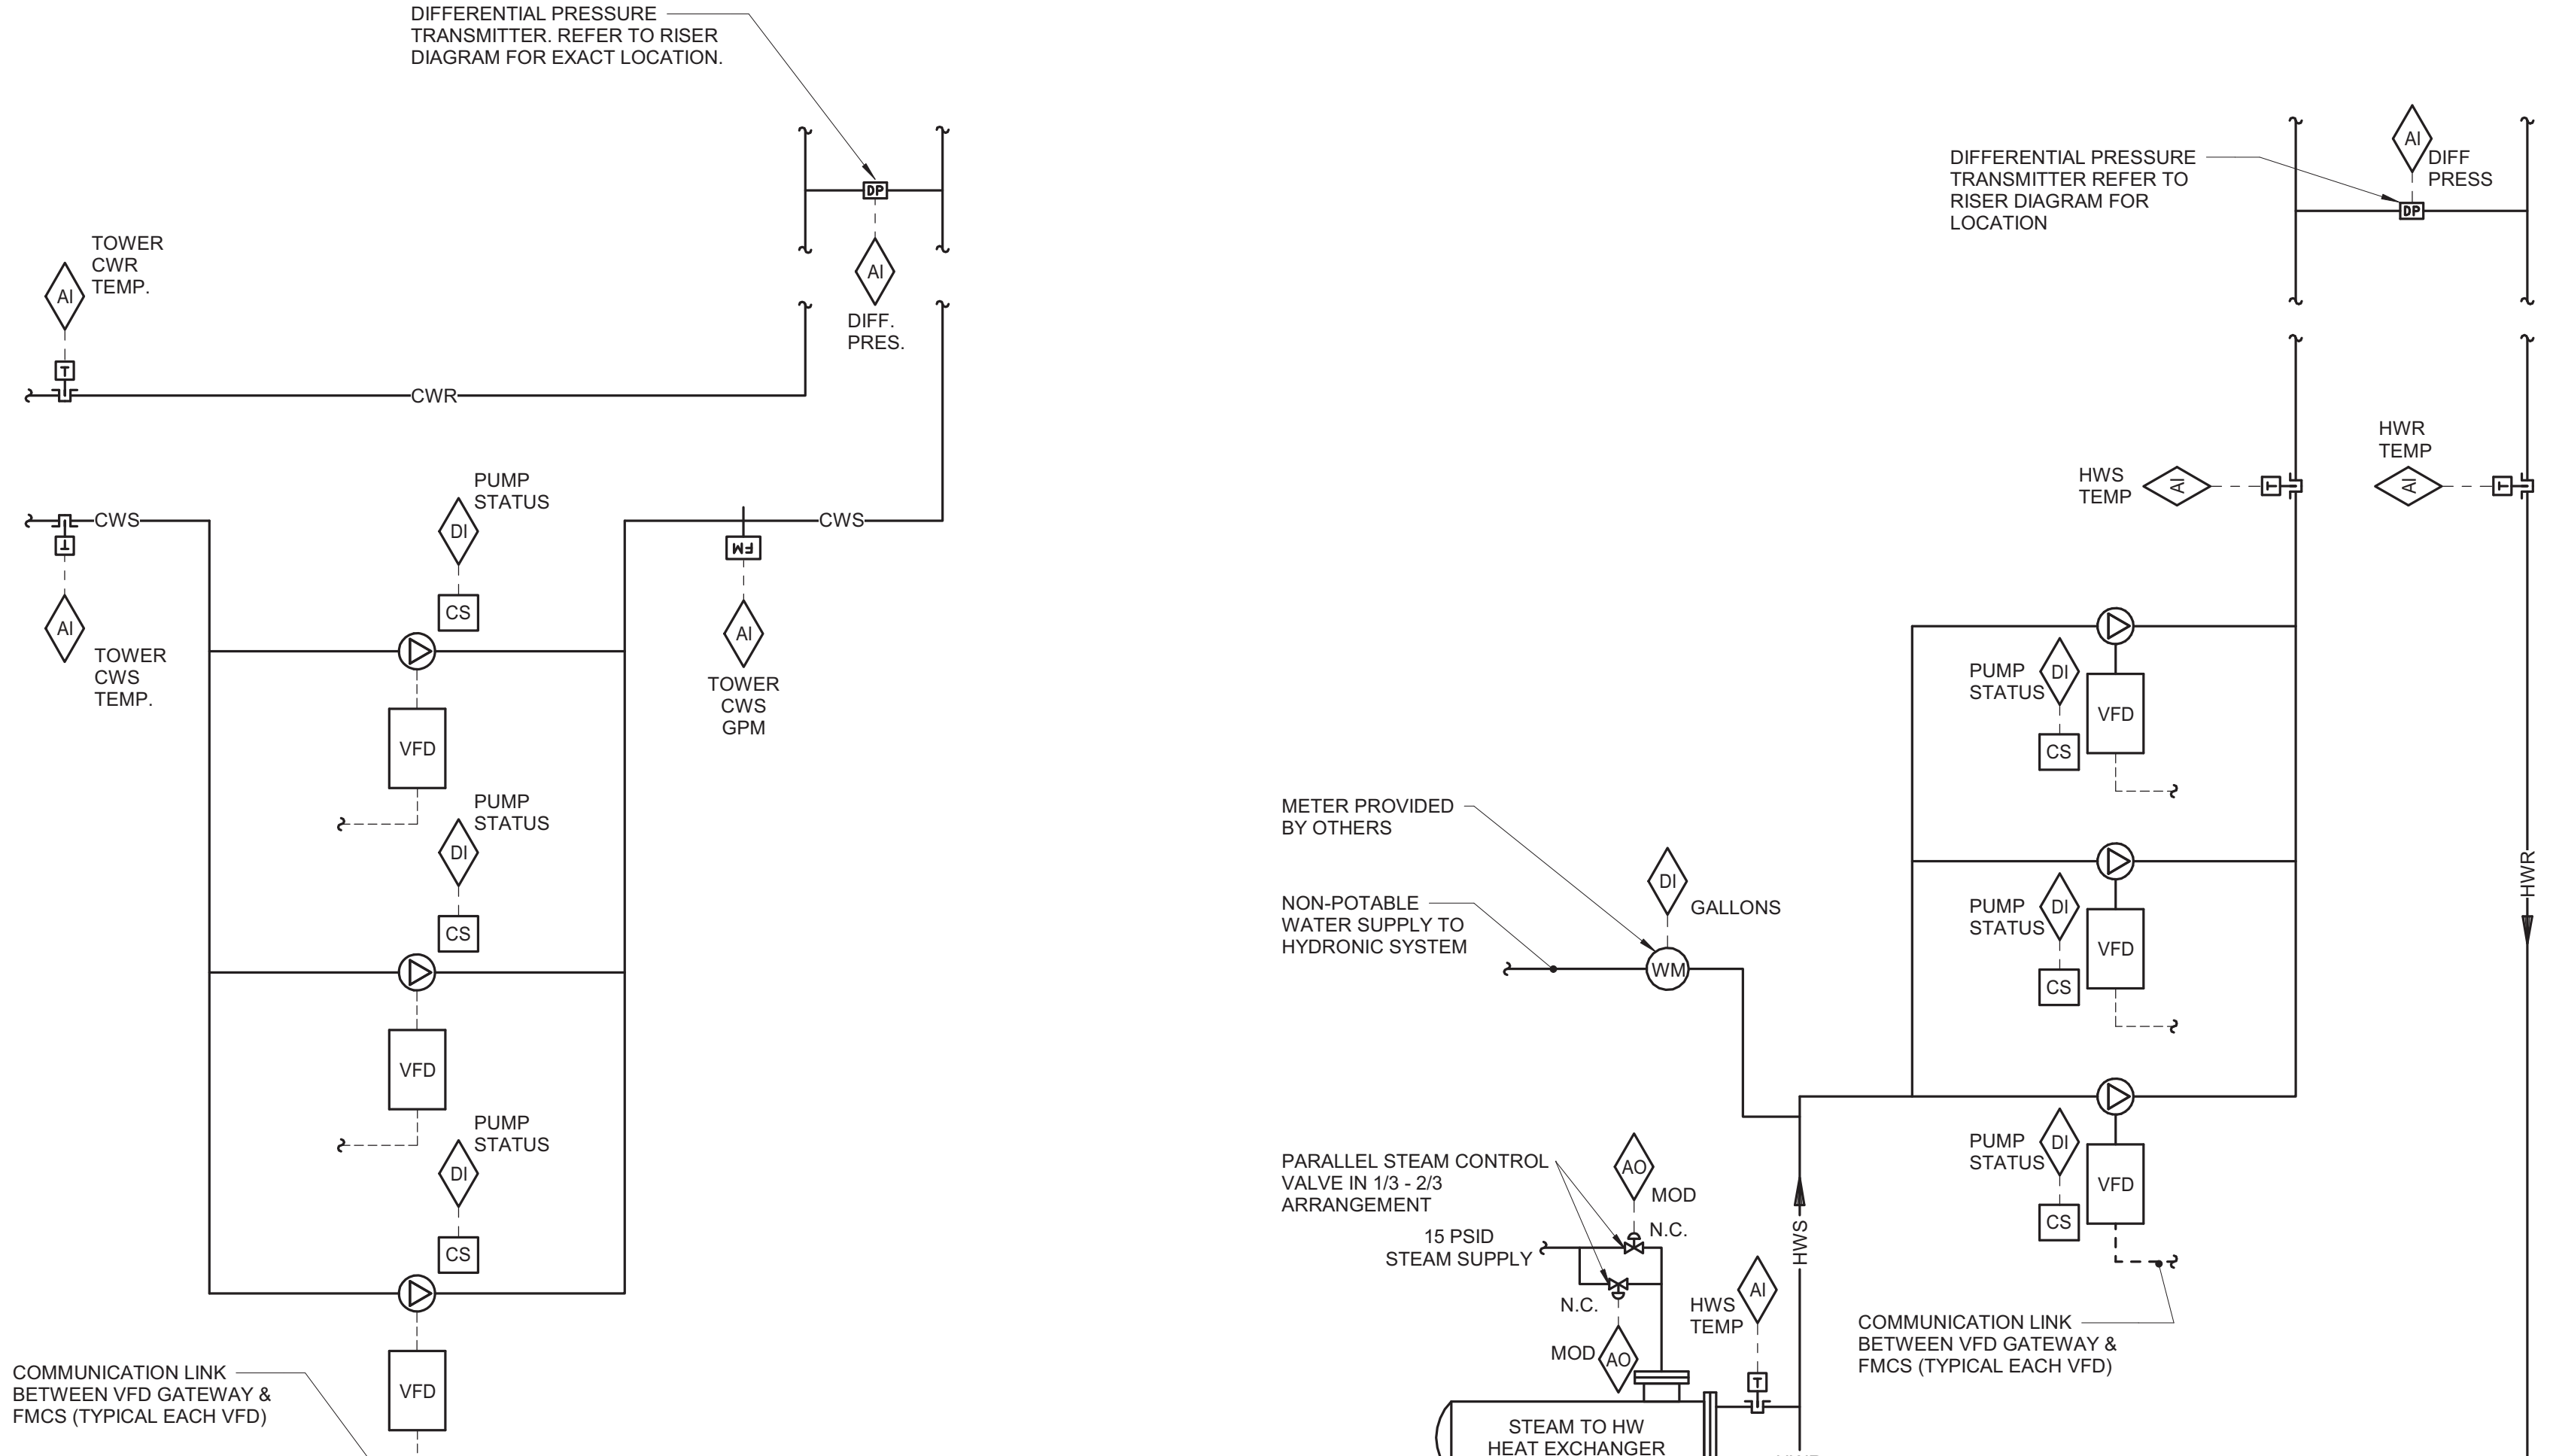 DIFFERENTIAL PRESSURE
TRANSMITTER. REFER TO RISER
DIAGRAM FOR EXACT LOCATION.
DP
AI
DIFF.
PRES.
TOWER
CWR
TEMP.
AI
T
CWR
CWS
T
AI
TOWER
CWS
TEMP.
PUMP
STATUS
DI
CS
VFD
PUMP
STATUS
DI
CS
VFD
PUMP
STATUS
DI
CS
VFD
CWS
FM
AI
TOWER
CWS
GPM
COMMUNICATION LINK
BETWEEN VFD GATEWAY &
FMCS (TYPICAL EACH VFD)
DIFFERENTIAL PRESSURE
TRANSMITTER REFER TO
RISER DIAGRAM FOR
LOCATION
AI
DIFF
PRESS
DP
HWS
TEMP
AI
T
HWR
TEMP
AI
T
HWR
PUMP
STATUS
DI
CS
VFD
PUMP
STATUS
DI
CS
VFD
PUMP
STATUS
DI
CS
VFD
METER PROVIDED
BY OTHERS
DI
GALLONS
NON-POTABLE
WATER SUPPLY TO
HYDRONIC SYSTEM
WM
PARALLEL STEAM CONTROL
VALVE IN 1/3 - 2/3
ARRANGEMENT
AO
MOD
N.C.
15 PSID
STEAM SUPPLY
N.C.
MOD
AO
HWS
HWS
TEMP
AI
T
COMMUNICATION LINK
BETWEEN VFD GATEWAY &
FMCS (TYPICAL EACH VFD)
STEAM TO HW
HEAT EXCHANGER